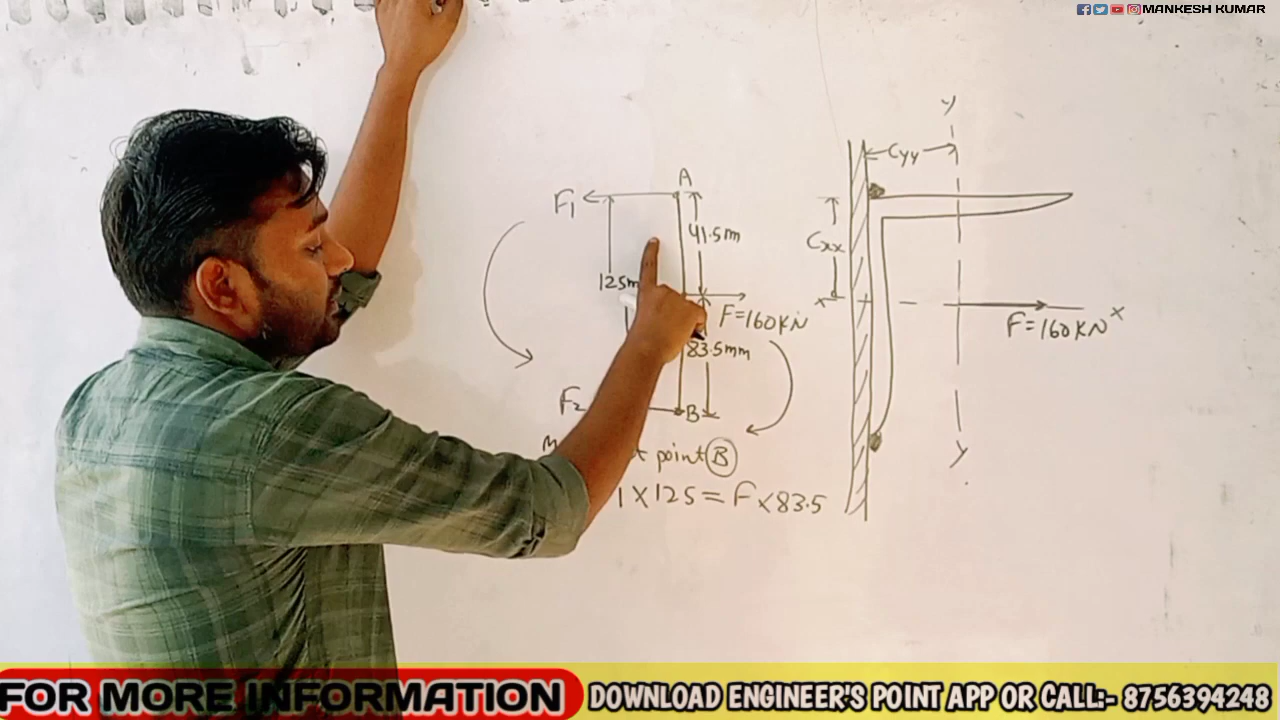 MANKESH KUMAR
y
Cyy
A
F1
41.5m
Cxx
125m
F=160KN
x
F=160KN
x
83.5mm
F2
B
y
point B
1 × 125 = F × 83.5
FOR MORE INFORMATION
DOWNLOAD ENGINEER'S POINT APP OR CALL:- 8756394248